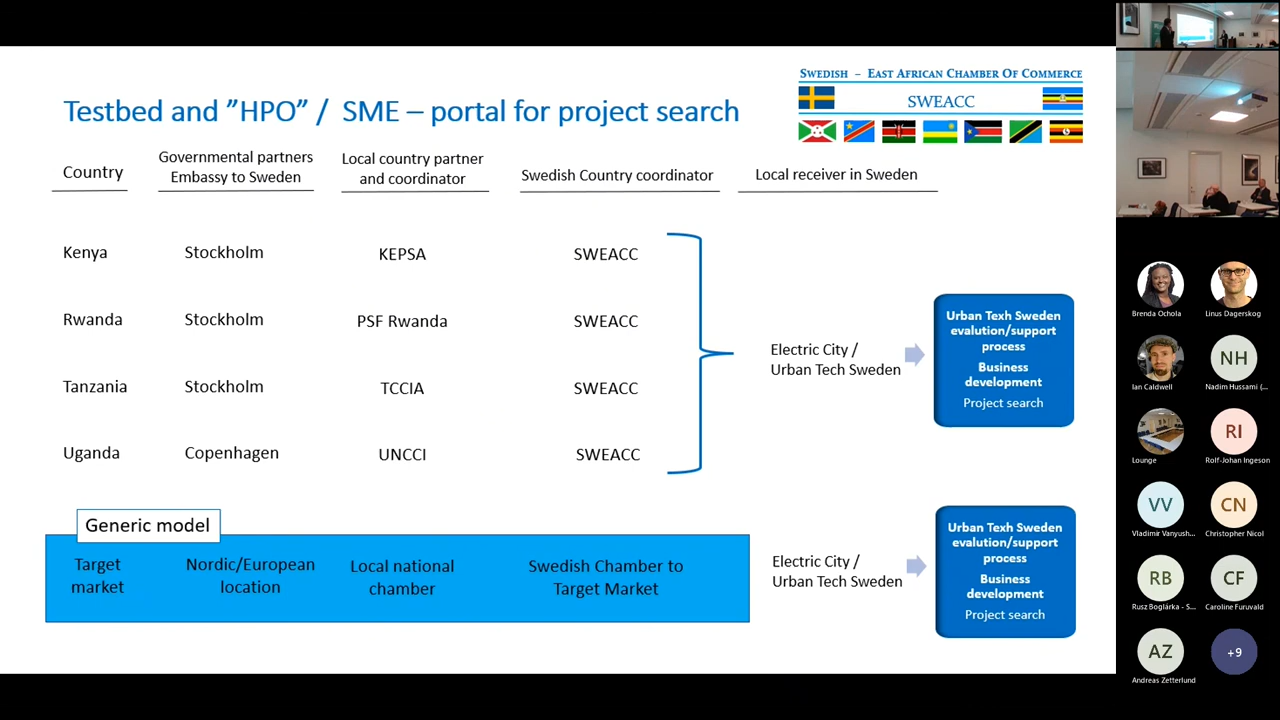 SWEDISH – EAST AFRICAN CHAMBER OF COMMERCE
SWEACC
Testbed and ”HPO” / SME – portal for project search
Country
Governmental partners
Embassy to Sweden
Local country partner
and coordinator
Swedish Country coordinator
Local receiver in Sweden
Kenya
Stockholm
KEPSA
SWEACC
Rwanda
Stockholm
PSF Rwanda
SWEACC
Tanzania
Stockholm
TCCIA
SWEACC
Uganda
Copenhagen
UNCCI
SWEACC
Electric City /
Urban Tech Sweden
Urban Texh Sweden
evalution/support
process
Business
development
Project search
Generic model
Target
market
Nordic/European
location
Local national
chamber
Swedish Chamber to
Target Market
Electric City /
Urban Tech Sweden
Urban Texh Sweden
evalution/support
process
Business
development
Project search
Brenda Ochola
Linus Dagerskog
Ian Caldwell
NH
Nadim Hussami (...
Lounge
RI
Rolf-Johan Ingeson
VV
Vladimir Vanyush...
CN
Christopher Nicol
RB
Rusz Boglárka - S...
CF
Caroline Furuvald
AZ
Andreas Zetterlund
+9